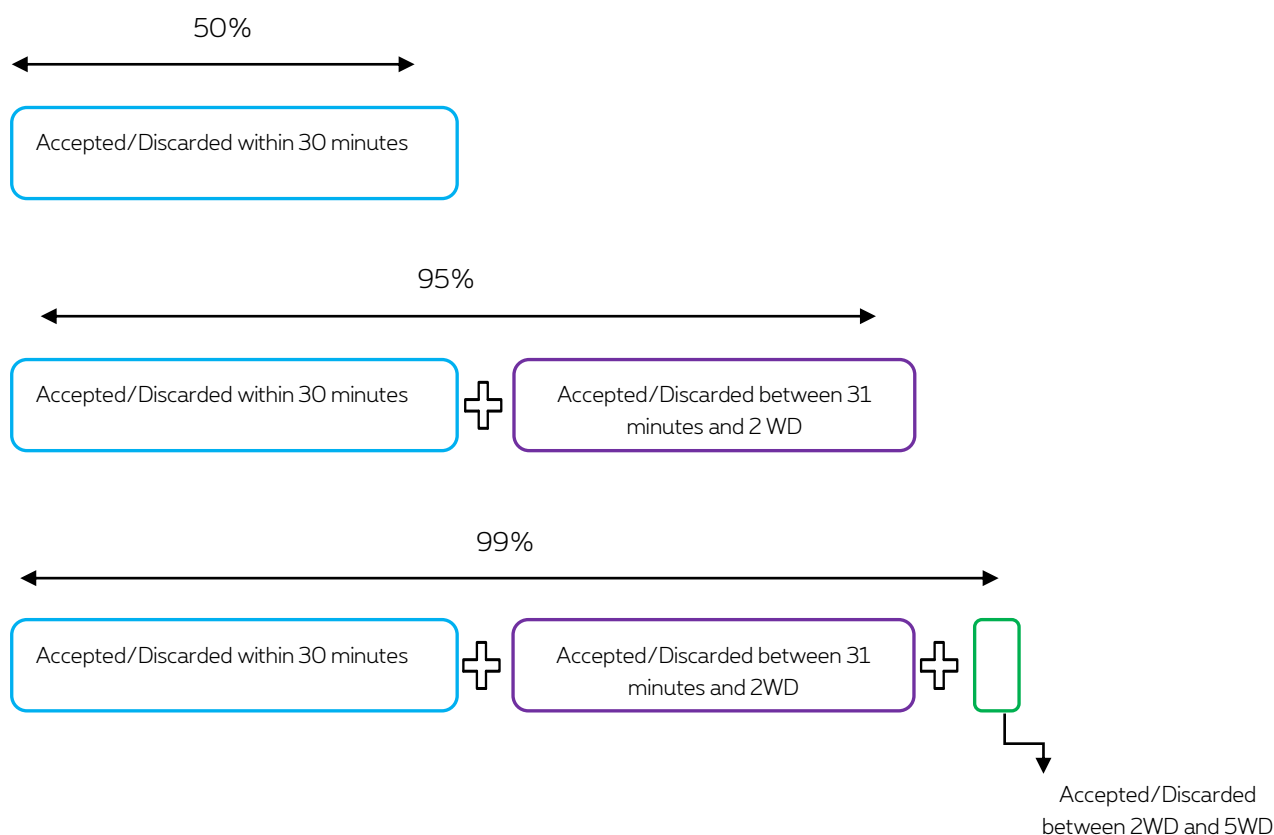 50%
Accepted/Discarded within 30 minutes
95%
Accepted/Discarded within 30 minutes
Accepted/Discarded between 31
minutes and 2 WD
99%
Accepted/Discarded within 30 minutes
Accepted/Discarded between 31
minutes and 2WD
Accepted/Discarded
between 2WD and 5WD